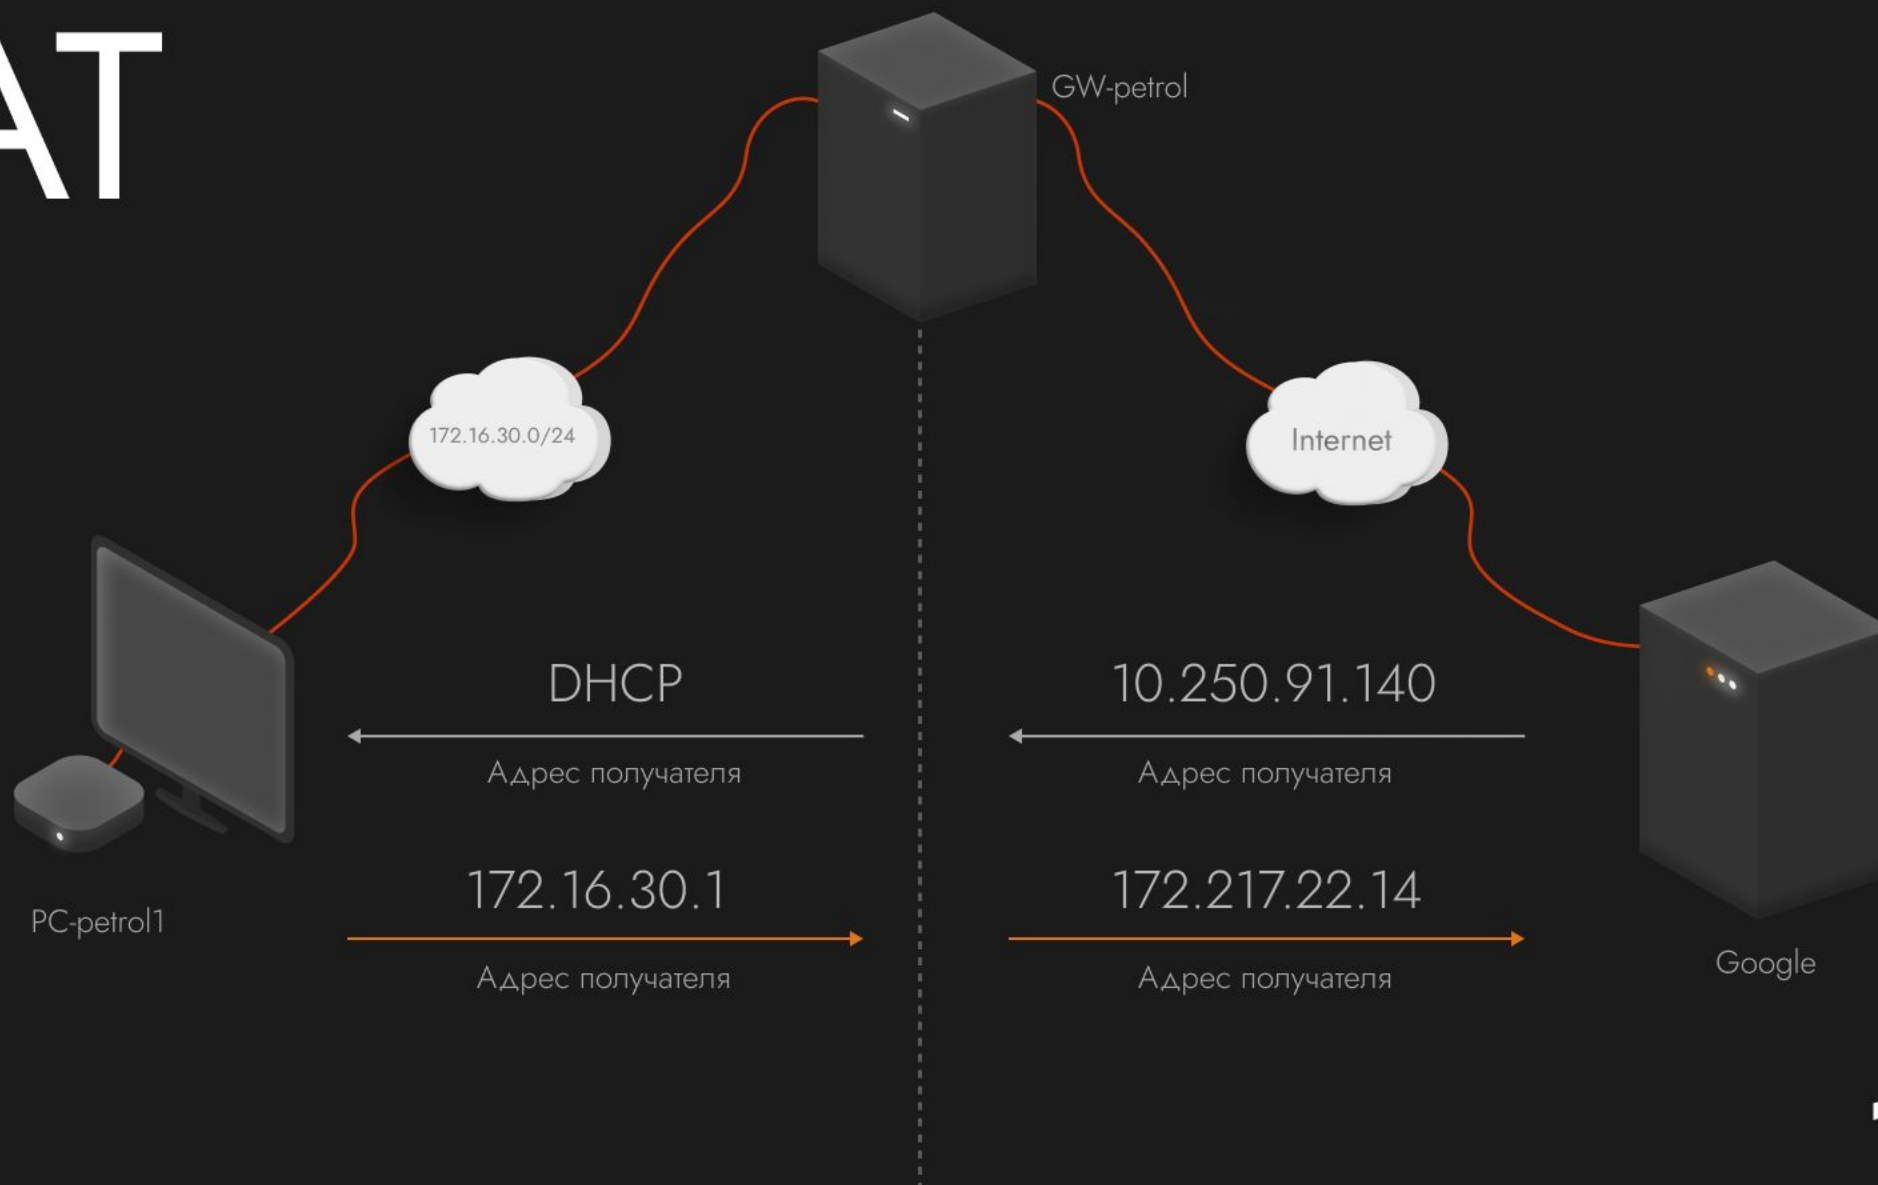 AT
GW-petrol
172.16.30.0/24
Internet
DHCP
10.250.91.140
Адрес получателя
Адрес получателя
172.16.30.1
172.217.22.14
PC-petrol1
Адрес получателя
Адрес получателя
Google